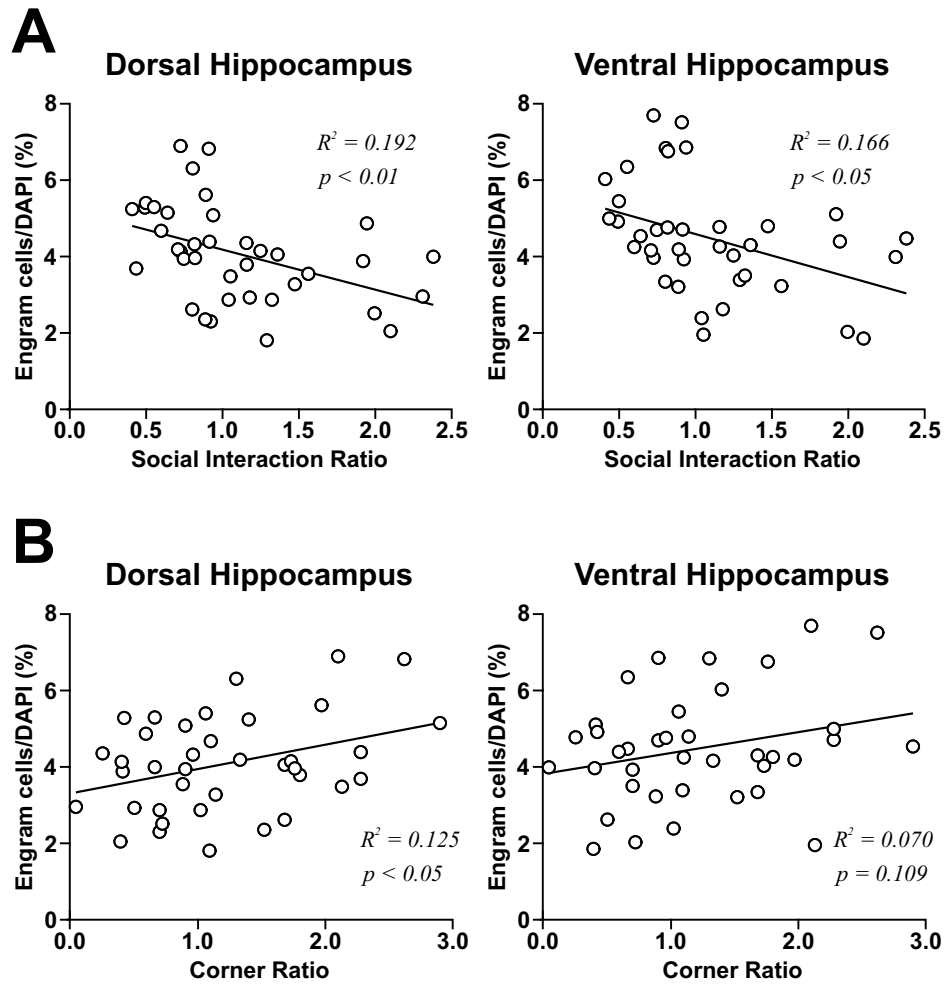 A
Dorsal Hippocampus
Engram cells/DAPI (%)
8
6
4
2
0
R² = 0.192
p < 0.01
0.0 0.5 1.0 1.5 2.0 2.5
Social Interaction Ratio
Ventral Hippocampus
Engram cells/DAPI (%)
8
6
4
2
0
R² = 0.166
p < 0.05
0.0 0.5 1.0 1.5 2.0 2.5
Social Interaction Ratio
B
Dorsal Hippocampus
Engram cells/DAPI (%)
8
6
4
2
0
R² = 0.125
p < 0.05
0.0 1.0 2.0 3.0
Corner Ratio
Ventral Hippocampus
Engram cells/DAPI (%)
8
6
4
2
0
R² = 0.070
p = 0.109
0.0 1.0 2.0 3.0
Corner Ratio